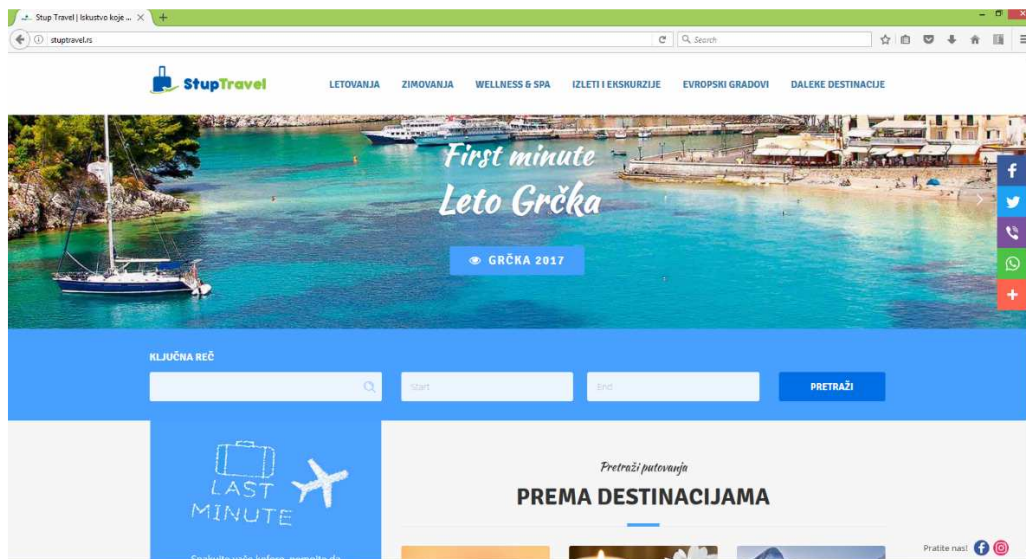 Stup Travel | Iskustvo koje ...
stuptravel.rs
Search
StupTravel
LETOVANJA ZIMOVANJA WELLNESS & SPA IZLETI I EKSKURZIJE EVROPSKI GRADOVI DALEKE DESTINACIJE
First minute
Leto Grčka
GRČKA 2017
KLJUČNA REČ
Start
End
PRETRAŽI
LAST
MINUTE
Pretraži putovanja
PREMA DESTINACIJAMA
Pratite nas!